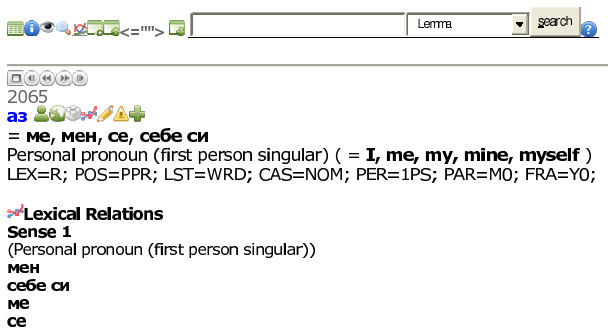 <=""> Lemma search
2065
аз
= ме, мен, се, себе си
Personal pronoun (first person singular) ( = I, me, my, mine, myself )
LEX=R; POS=PPR; LST=WRD; CAS=NOM; PER=1PS; PAR=M0; FRA=Y0;
Lexical Relations
Sense 1
(Personal pronoun (first person singular))
мен
себе си
ме
се